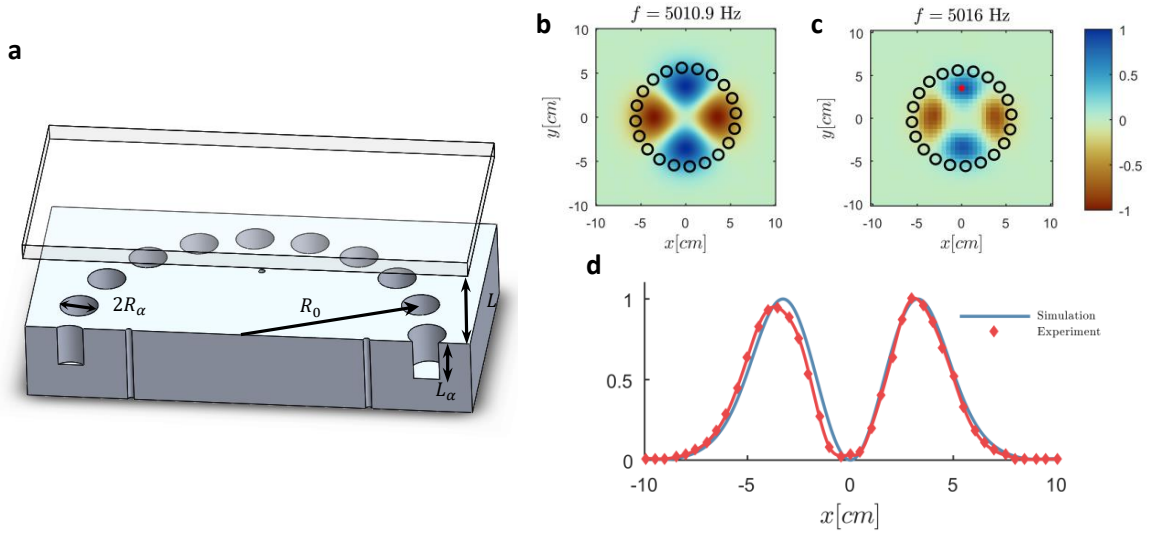 a
2Rα
R0
L
Lα
b
f = 5010.9 Hz
10
5
0
-5
-10
y[cm]
-10 -5 0 5 10
x[cm]
c
f = 5016 Hz
10
5
0
-5
-10
y[cm]
-10 -5 0 5 10
x[cm]
1
0.5
0
-0.5
-1
d
1
0.5
0
-10 -5 0 5 10
x[cm]
Simulation
Experiment